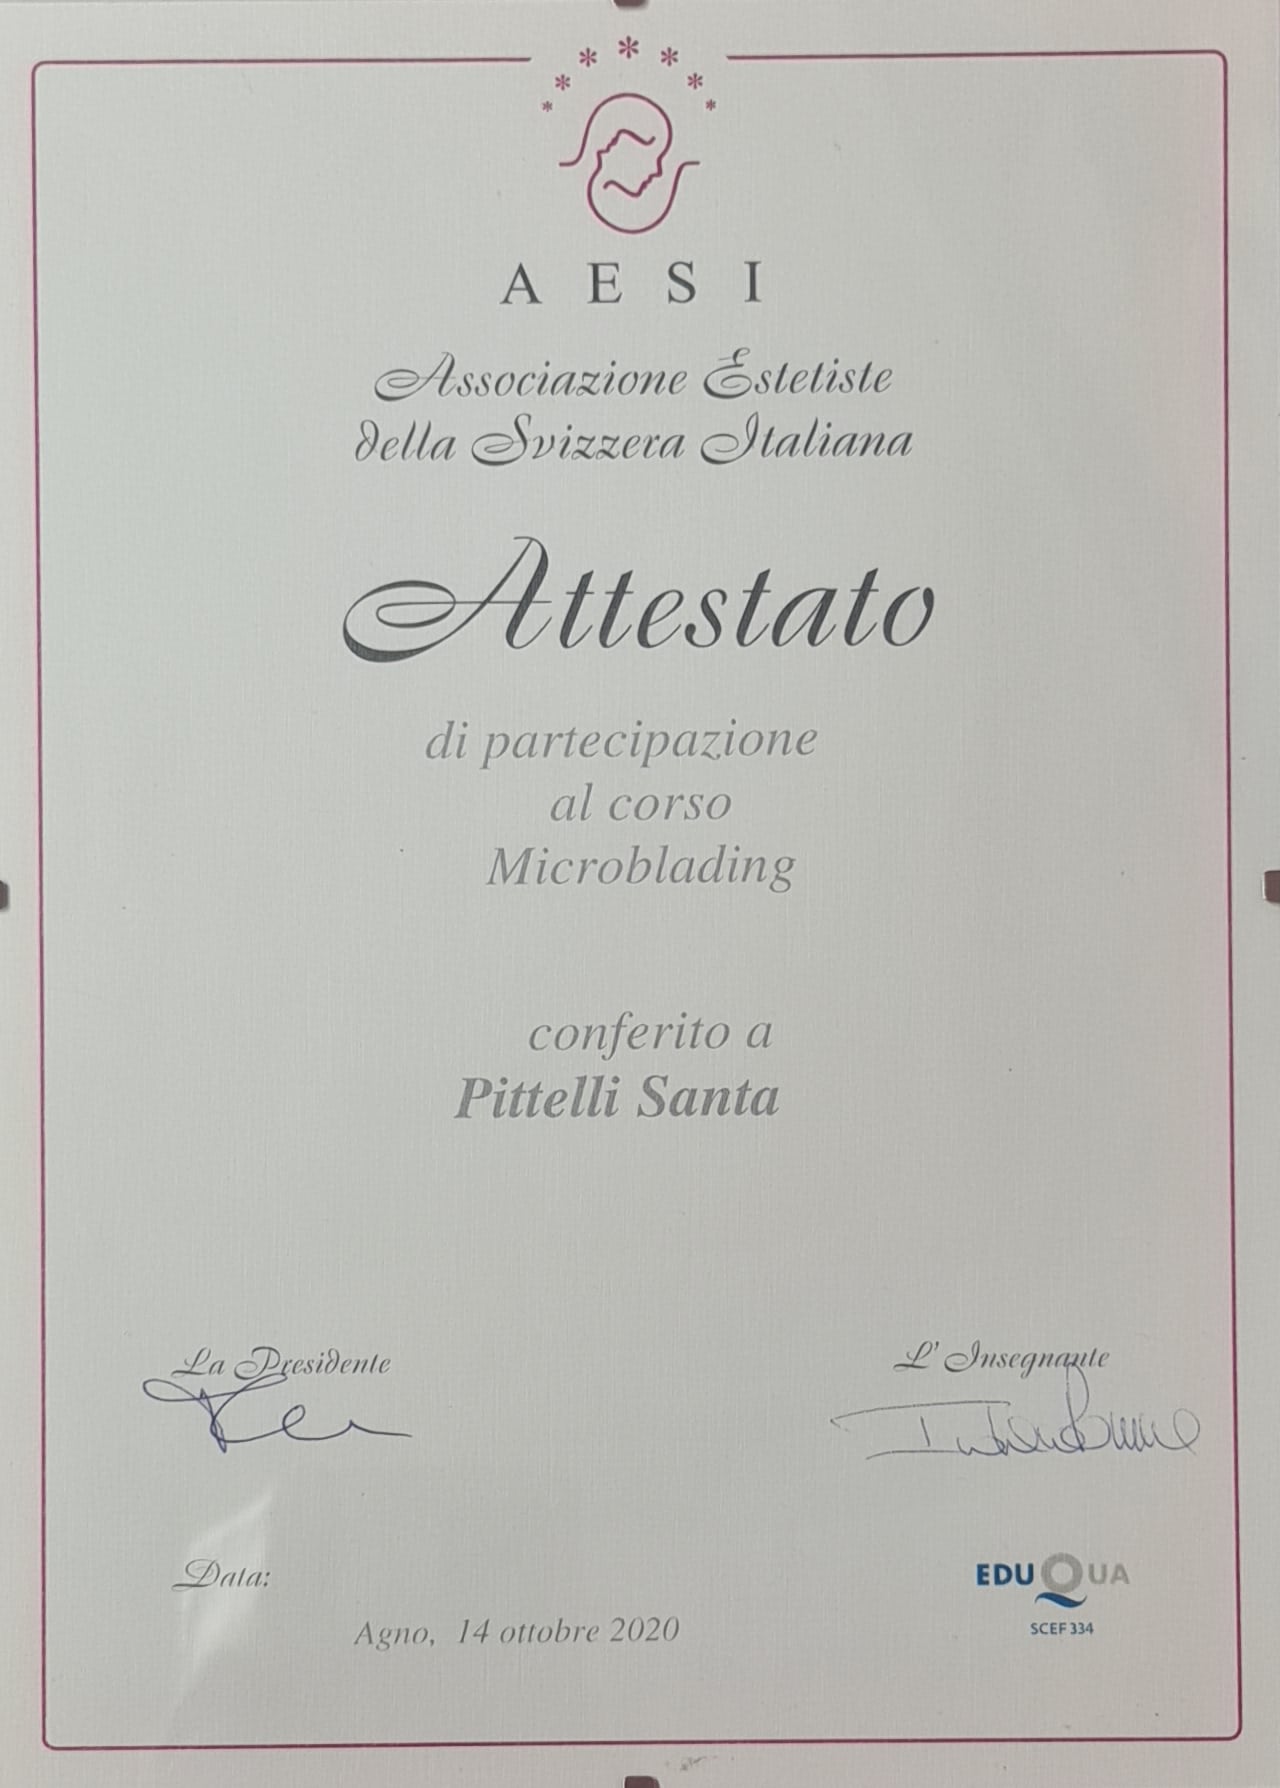 A E S I
Associazione Estetiste
della Svizzera Italiana
Attestato
di partecipazione
al corso
Microblading
conferito a
Pittelli Santa
La Presidente
L' Insegnante
Data:
Agno, 14 ottobre 2020
EDUQUA
SCEF 334